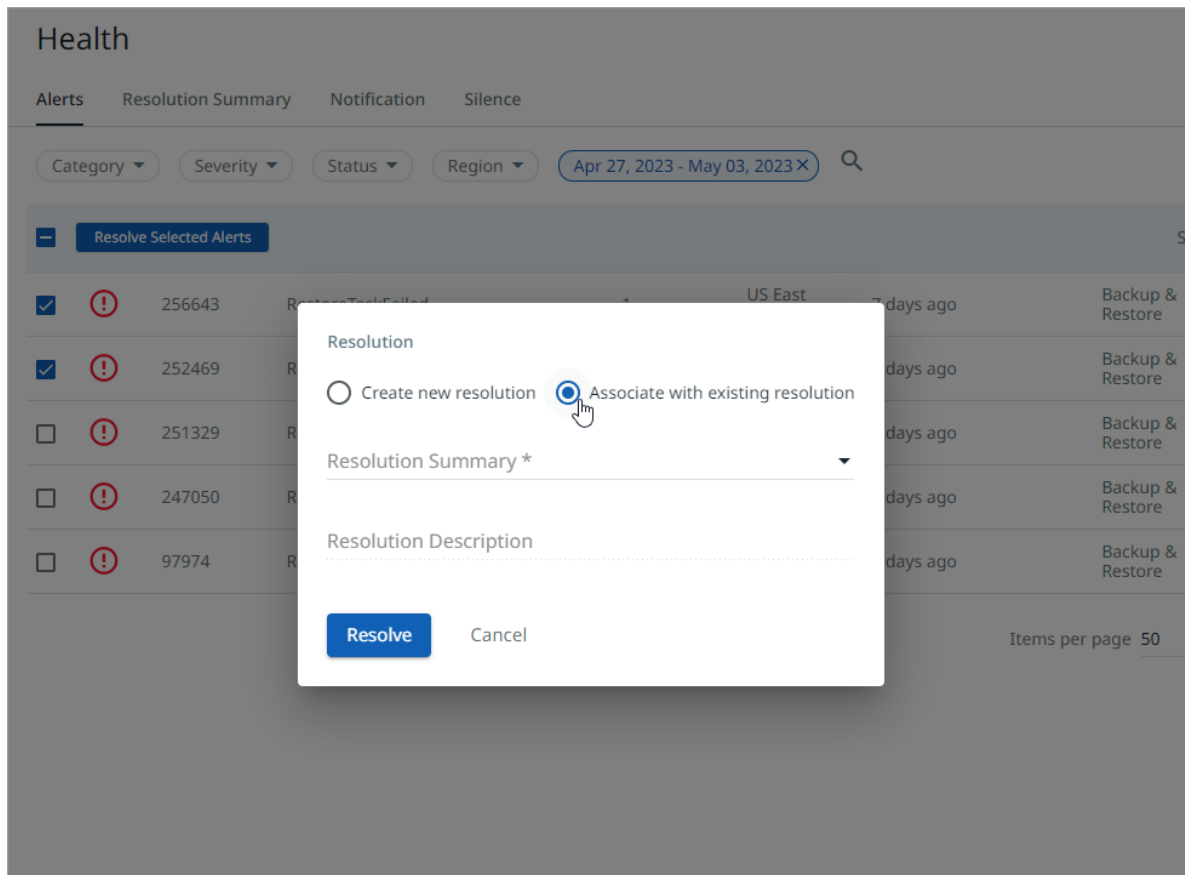 Health
Alerts Resolution Summary Notification Silence
Category Severity Status Region Apr 27, 2023 - May 03, 2023
Resolve Selected Alerts S
256643 RestoreTaskFailed 1 US East 7 days ago Backup &
Restore
252469 R days ago Backup &
Restore
251329 R days ago Backup &
Restore
247050 R days ago Backup &
Restore
97974 R days ago Backup &
Restore
Resolution
Create new resolution Associate with existing resolution
Resolution Summary *
Resolution Description
Resolve Cancel
Items per page 50